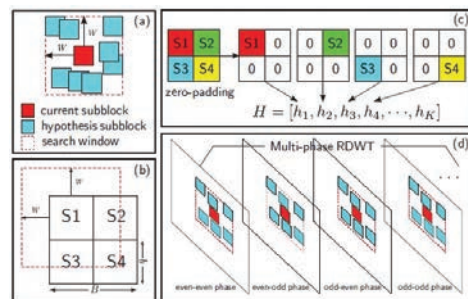 (a)
w
W
current subblock
hypothesis subblock
search window
(b)
w
w
S1 S2
S3 S4
b
B
(c)
S1 S2 S1 0 0 S2 0 0 0 0
S3 S4 0 0 0 0 S3 0 0 S4
zero-padding
H = [h1, h2, h3, h4, ···, hK]
(d)
Multi-phase RDWT
...
even-even phase even-odd phase odd-even phase odd-odd phase